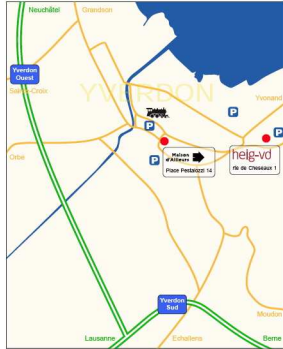 Neuchâtel
Grandson
Yverdon
Ouest
Sainte-Croix
YVERDON
Yvonand
P
P
P
P
Orbe
Maison
d'Ailleurs
Place Pestalozzi 14
heig-vd
rte de Cheseaux 1
Yverdon
Sud
Moudon
Lausanne
Echallens
Berne